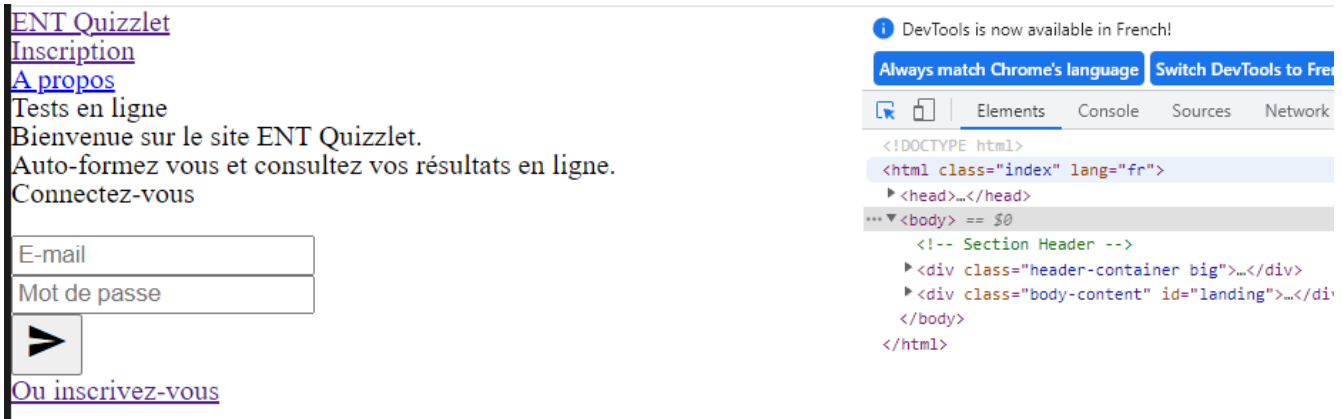 ENT Quizzlet
Inscription
A propos
Tests en ligne
Bienvenue sur le site ENT Quizzlet.
Auto-formez vous et consultez vos résultats en ligne.
Connectez-vous
E-mail
Mot de passe
Ou inscrivez-vous
DevTools is now available in French!
Always match Chrome's language Switch DevTools to Fren
Elements Console Sources Network
<!DOCTYPE html>
<html class="index" lang="fr">
<head>…</head>
<body> == $0
<!-- Section Header -->
<div class="header-container big">…</div>
<div class="body-content" id="landing">…</div
</body>
</html>